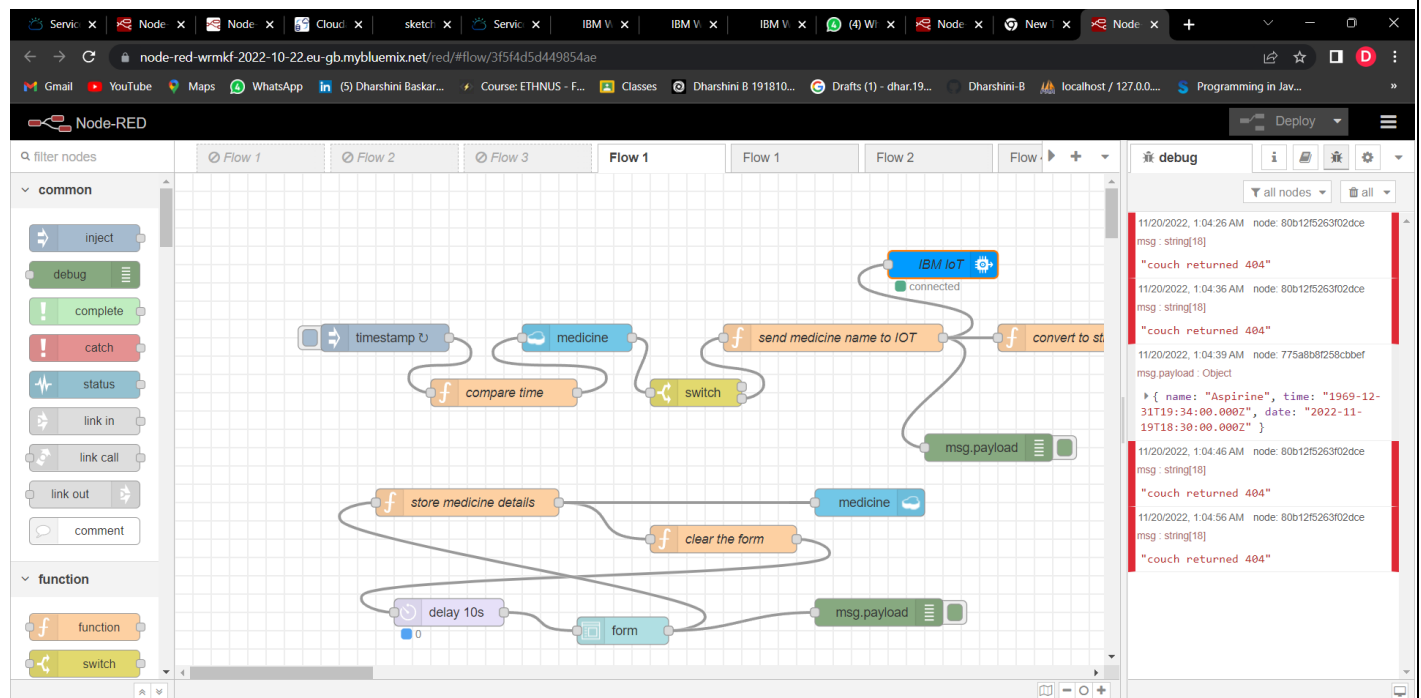 Servic
Node-
Node-
Cloud
sketch
Servic
IBM W
IBM W
IBM W
(4) Wh
Node
New T
Node-
node-red-wrmkf-2022-10-22.eu-gb.mybluemix.net/red/#flow/3f5f4d5d449854ae
D
Gmail
YouTube
Maps
WhatsApp
(5) Dharshini Baskar...
Course: ETHNUS - F...
Classes
Dharshini B 191810...
Drafts (1) - dhar.19...
Dharshini-B
localhost / 127.0.0....
Programming in Jav...
»
Node-RED
Deploy
filter nodes
Flow 1
Flow 2
Flow 3
Flow 1
Flow 1
Flow 2
Flow
debug
i
common
all nodes
all
inject
debug
complete
catch
status
link in
link call
link out
comment
function
function
switch
IBM IoT
connected
timestamp ↻
medicine
send medicine name to IOT
convert to st
compare time
switch
msg.payload
store medicine details
medicine
clear the form
delay 10s
0
form
msg.payload
11/20/2022, 1:04:26 AM node: 80b12f5263f02dce
msg : string[18]
"couch returned 404"
11/20/2022, 1:04:36 AM node: 80b12f5263f02dce
msg : string[18]
"couch returned 404"
11/20/2022, 1:04:39 AM node: 775a8b8f258cbbef
msg.payload : Object
{ name: "Aspirine", time: "1969-12-
31T19:34:00.000Z", date: "2022-11-
19T18:30:00.000Z" }
11/20/2022, 1:04:46 AM node: 80b12f5263f02dce
msg : string[18]
"couch returned 404"
11/20/2022, 1:04:56 AM node: 80b12f5263f02dce
msg : string[18]
"couch returned 404"